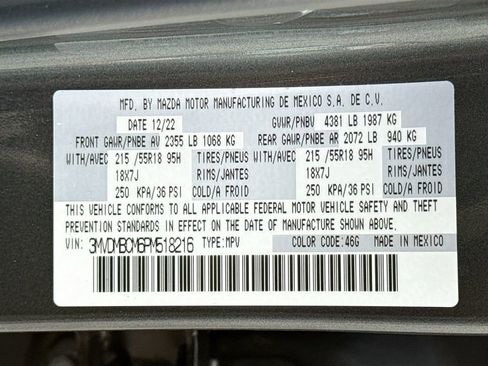 MFD. BY MAZDA MOTOR MANUFACTURING DE MEXICO S.A. DE C.V.
DATE 12/22 GVWR/PNBV 4381 LB 1987 KG
FRONT GAWR/PNBE AV 2355 LB 1068 KG REAR GAWR/PNBE AR 2072 LB 940 KG
WITH/AVEC 215 /55R18 95H TIRES/PNEUS WITH/AVEC 215 /55R18 95H TIRES/PNEUS
18X7J RIMS/JANTES 18X7J RIMS/JANTES
250 KPA/36 PSI COLD/A FROID 250 KPA/36 PSI COLD/A FROID
THIS VEHICLE CONFORMS TO ALL APPLICABLE FEDERAL MOTOR VEHICLE SAFETY AND THEFT
PREVENTION STANDARDS IN EFFECT ON THE DATE OF MANUFACTURE SHOWN ABOVE.
VIN: 3MVDMBCM6PM518216 TYPE:MPV COLOR CODE:46G MADE IN MEXICO